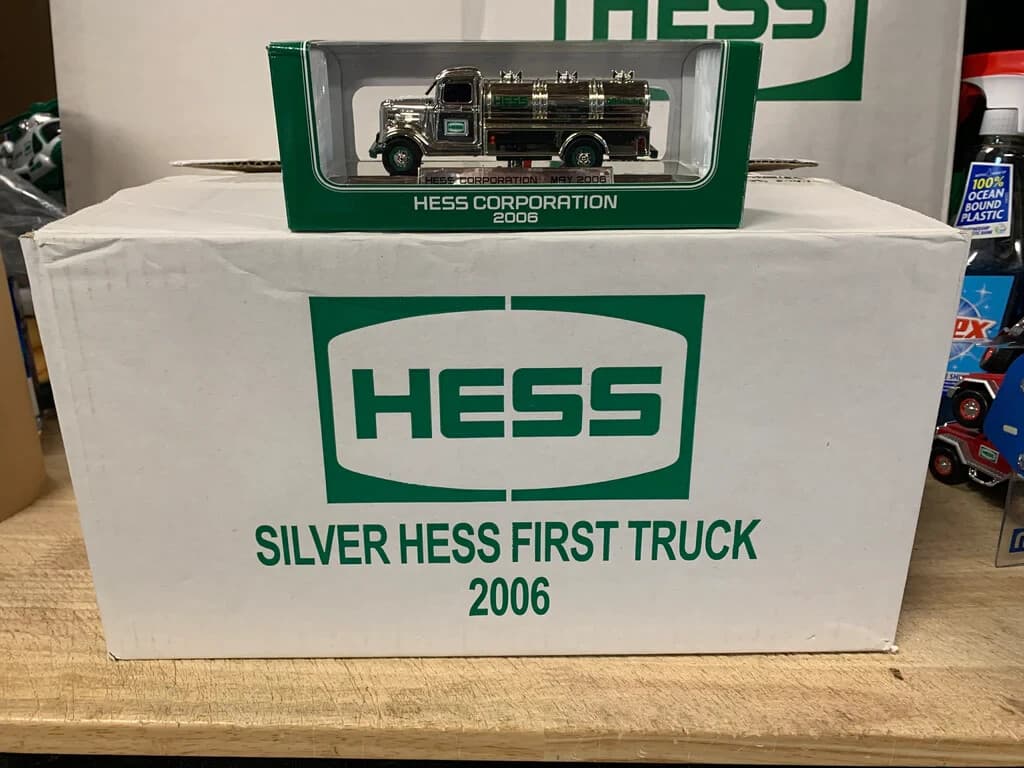 HESS
HESS
GASOLINE
HESS CORPORATION MAY 2006
HESS CORPORATION
2006
100%
OCEAN
BOUND
PLASTIC
HESS
SILVER HESS FIRST TRUCK
2006